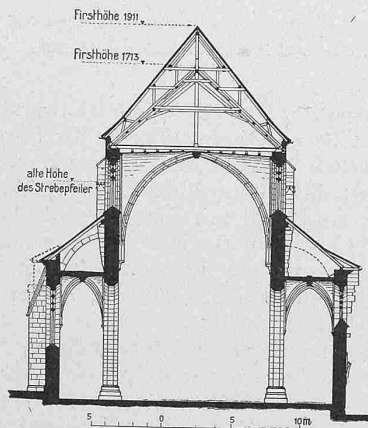 Firsthöhe 1911
Firsthöhe 1713
alte Höhe
des Strebepfeiler
5 0 5 10m